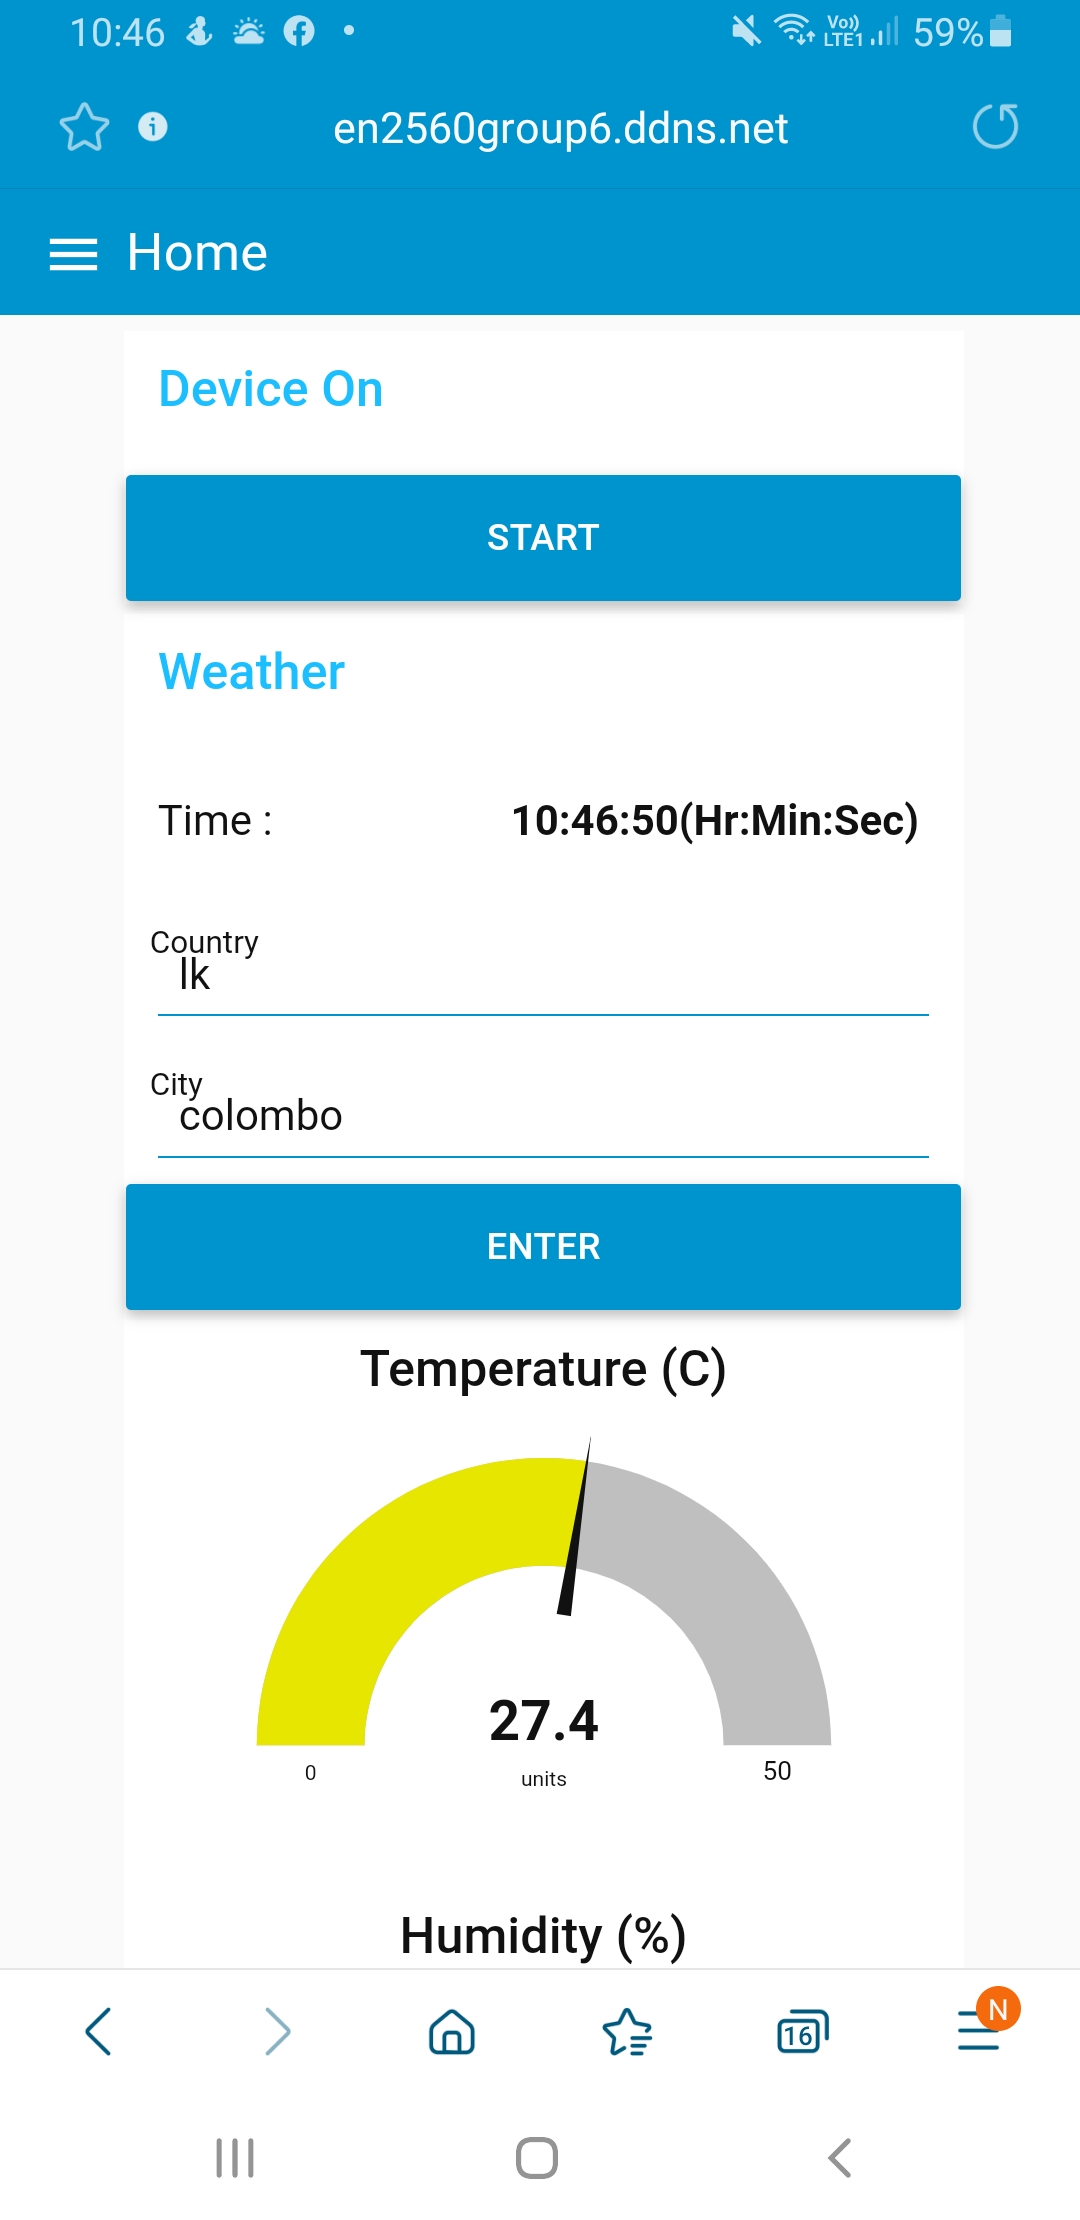 10:46
Vo))
LTE1
59%
en2560group6.ddns.net
Home
Device On
START
Weather
Time :
10:46:50(Hr:Min:Sec)
Country
lk
City
colombo
ENTER
Temperature (C)
27.4
0
units
50
Humidity (%)
16
N